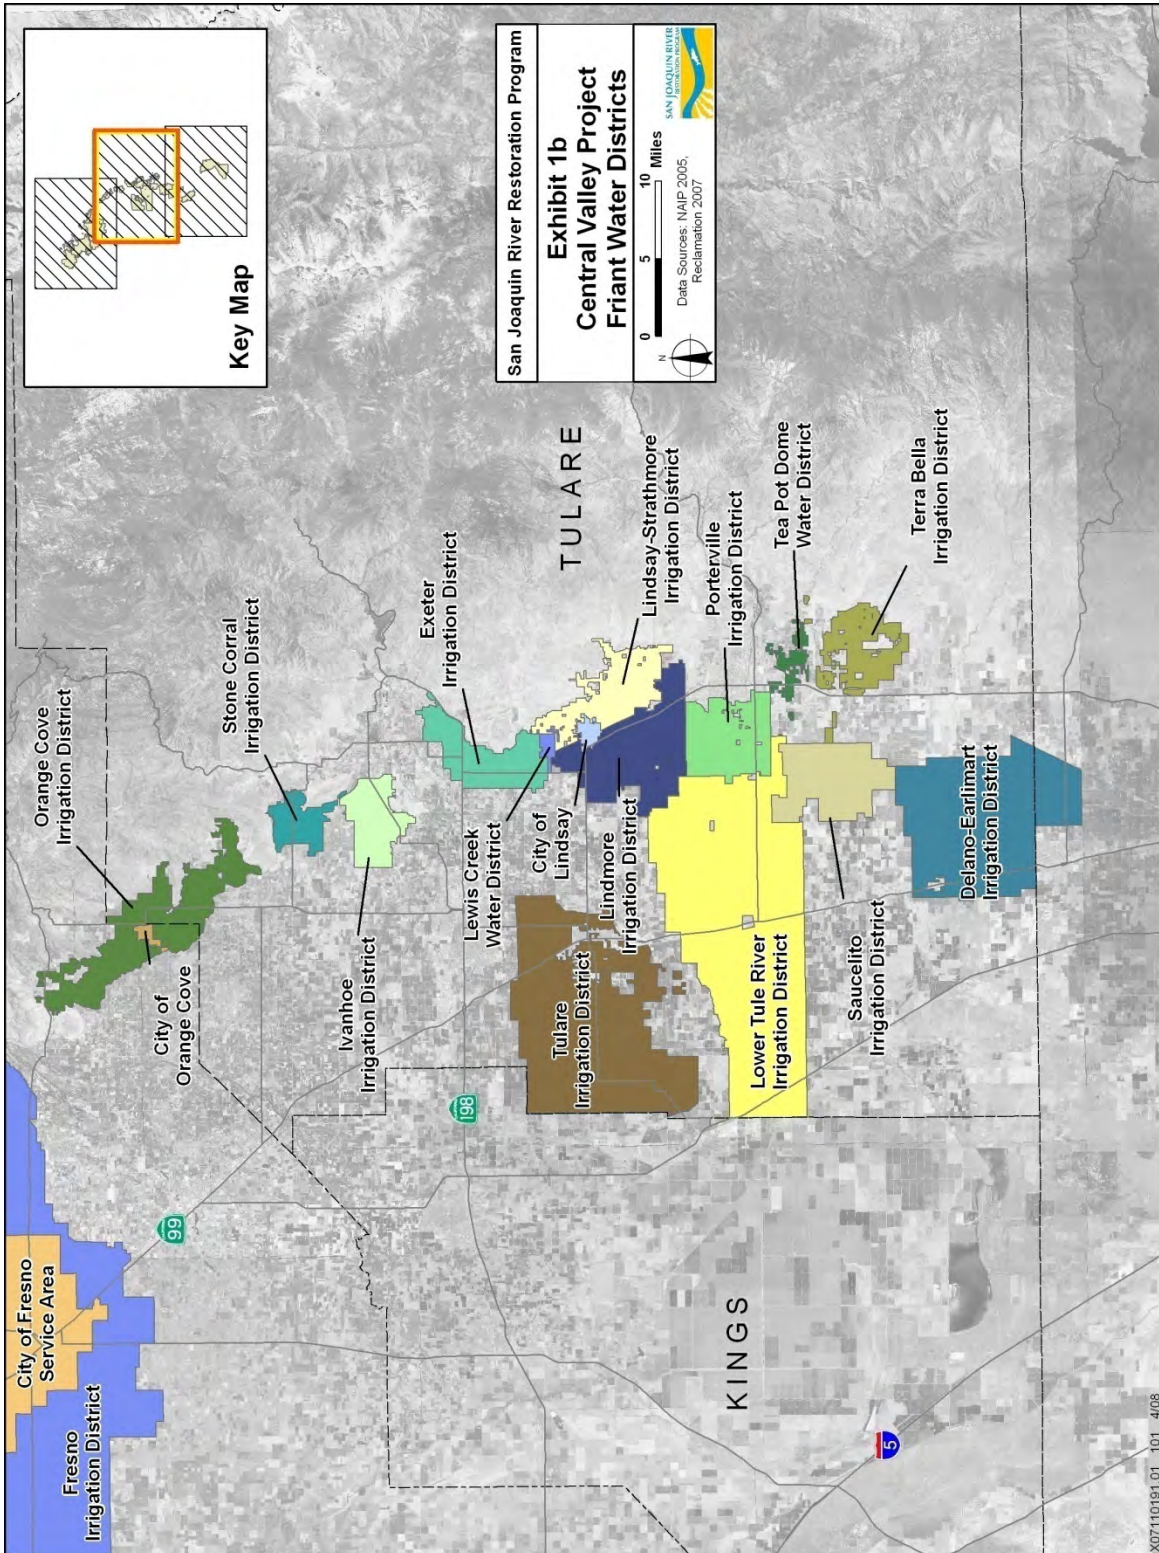 Key Map
San Joaquin River Restoration Program
Exhibit 1b
Central Valley Project
Friant Water Districts
0 5 10
Miles
N
Data Sources: NAIP 2005,
Reclamation 2007
SAN JOAQUIN RIVER
RESTORATION PROGRAM
City of Fresno
Service Area
Fresno
Irrigation District
99
Orange Cove
Irrigation District
City of
Orange Cove
Stone Corral
Irrigation District
Ivanhoe
Irrigation District
198
Exeter
Irrigation District
Lewis Creek
Water District
City of
Lindsay
TULARE
Lindsay-Strathmore
Irrigation District
Lindmore
Irrigation District
Tulare
Irrigation District
Porterville
Irrigation District
Lower Tule River
Irrigation District
Tea Pot Dome
Water District
Saucelito
Irrigation District
Terra Bella
Irrigation District
Delano-Earlimart
Irrigation District
KINGS
5
X07110191.01 101 4/08